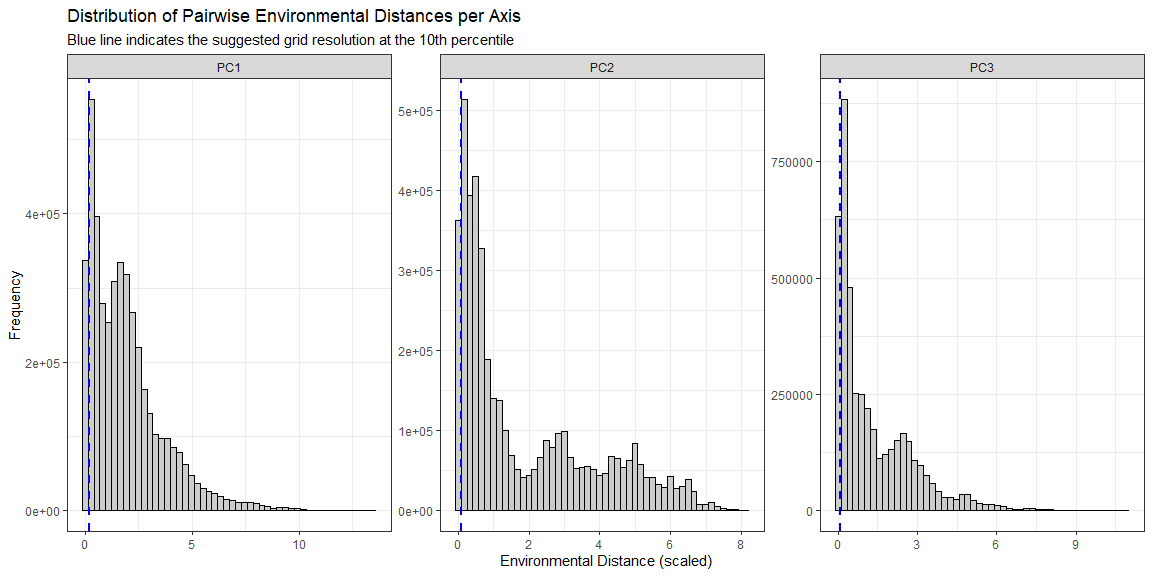 Distribution of Pairwise Environmental Distances per Axis
Blue line indicates the suggested grid resolution at the 10th percentile
PC1
PC2
PC3
Frequency
4e+05
2e+05
0e+00
5e+05
4e+05
3e+05
2e+05
1e+05
0e+00
750000
500000
250000
0
0 5 10
0 2 4 6 8
0 3 6 9
Environmental Distance (scaled)